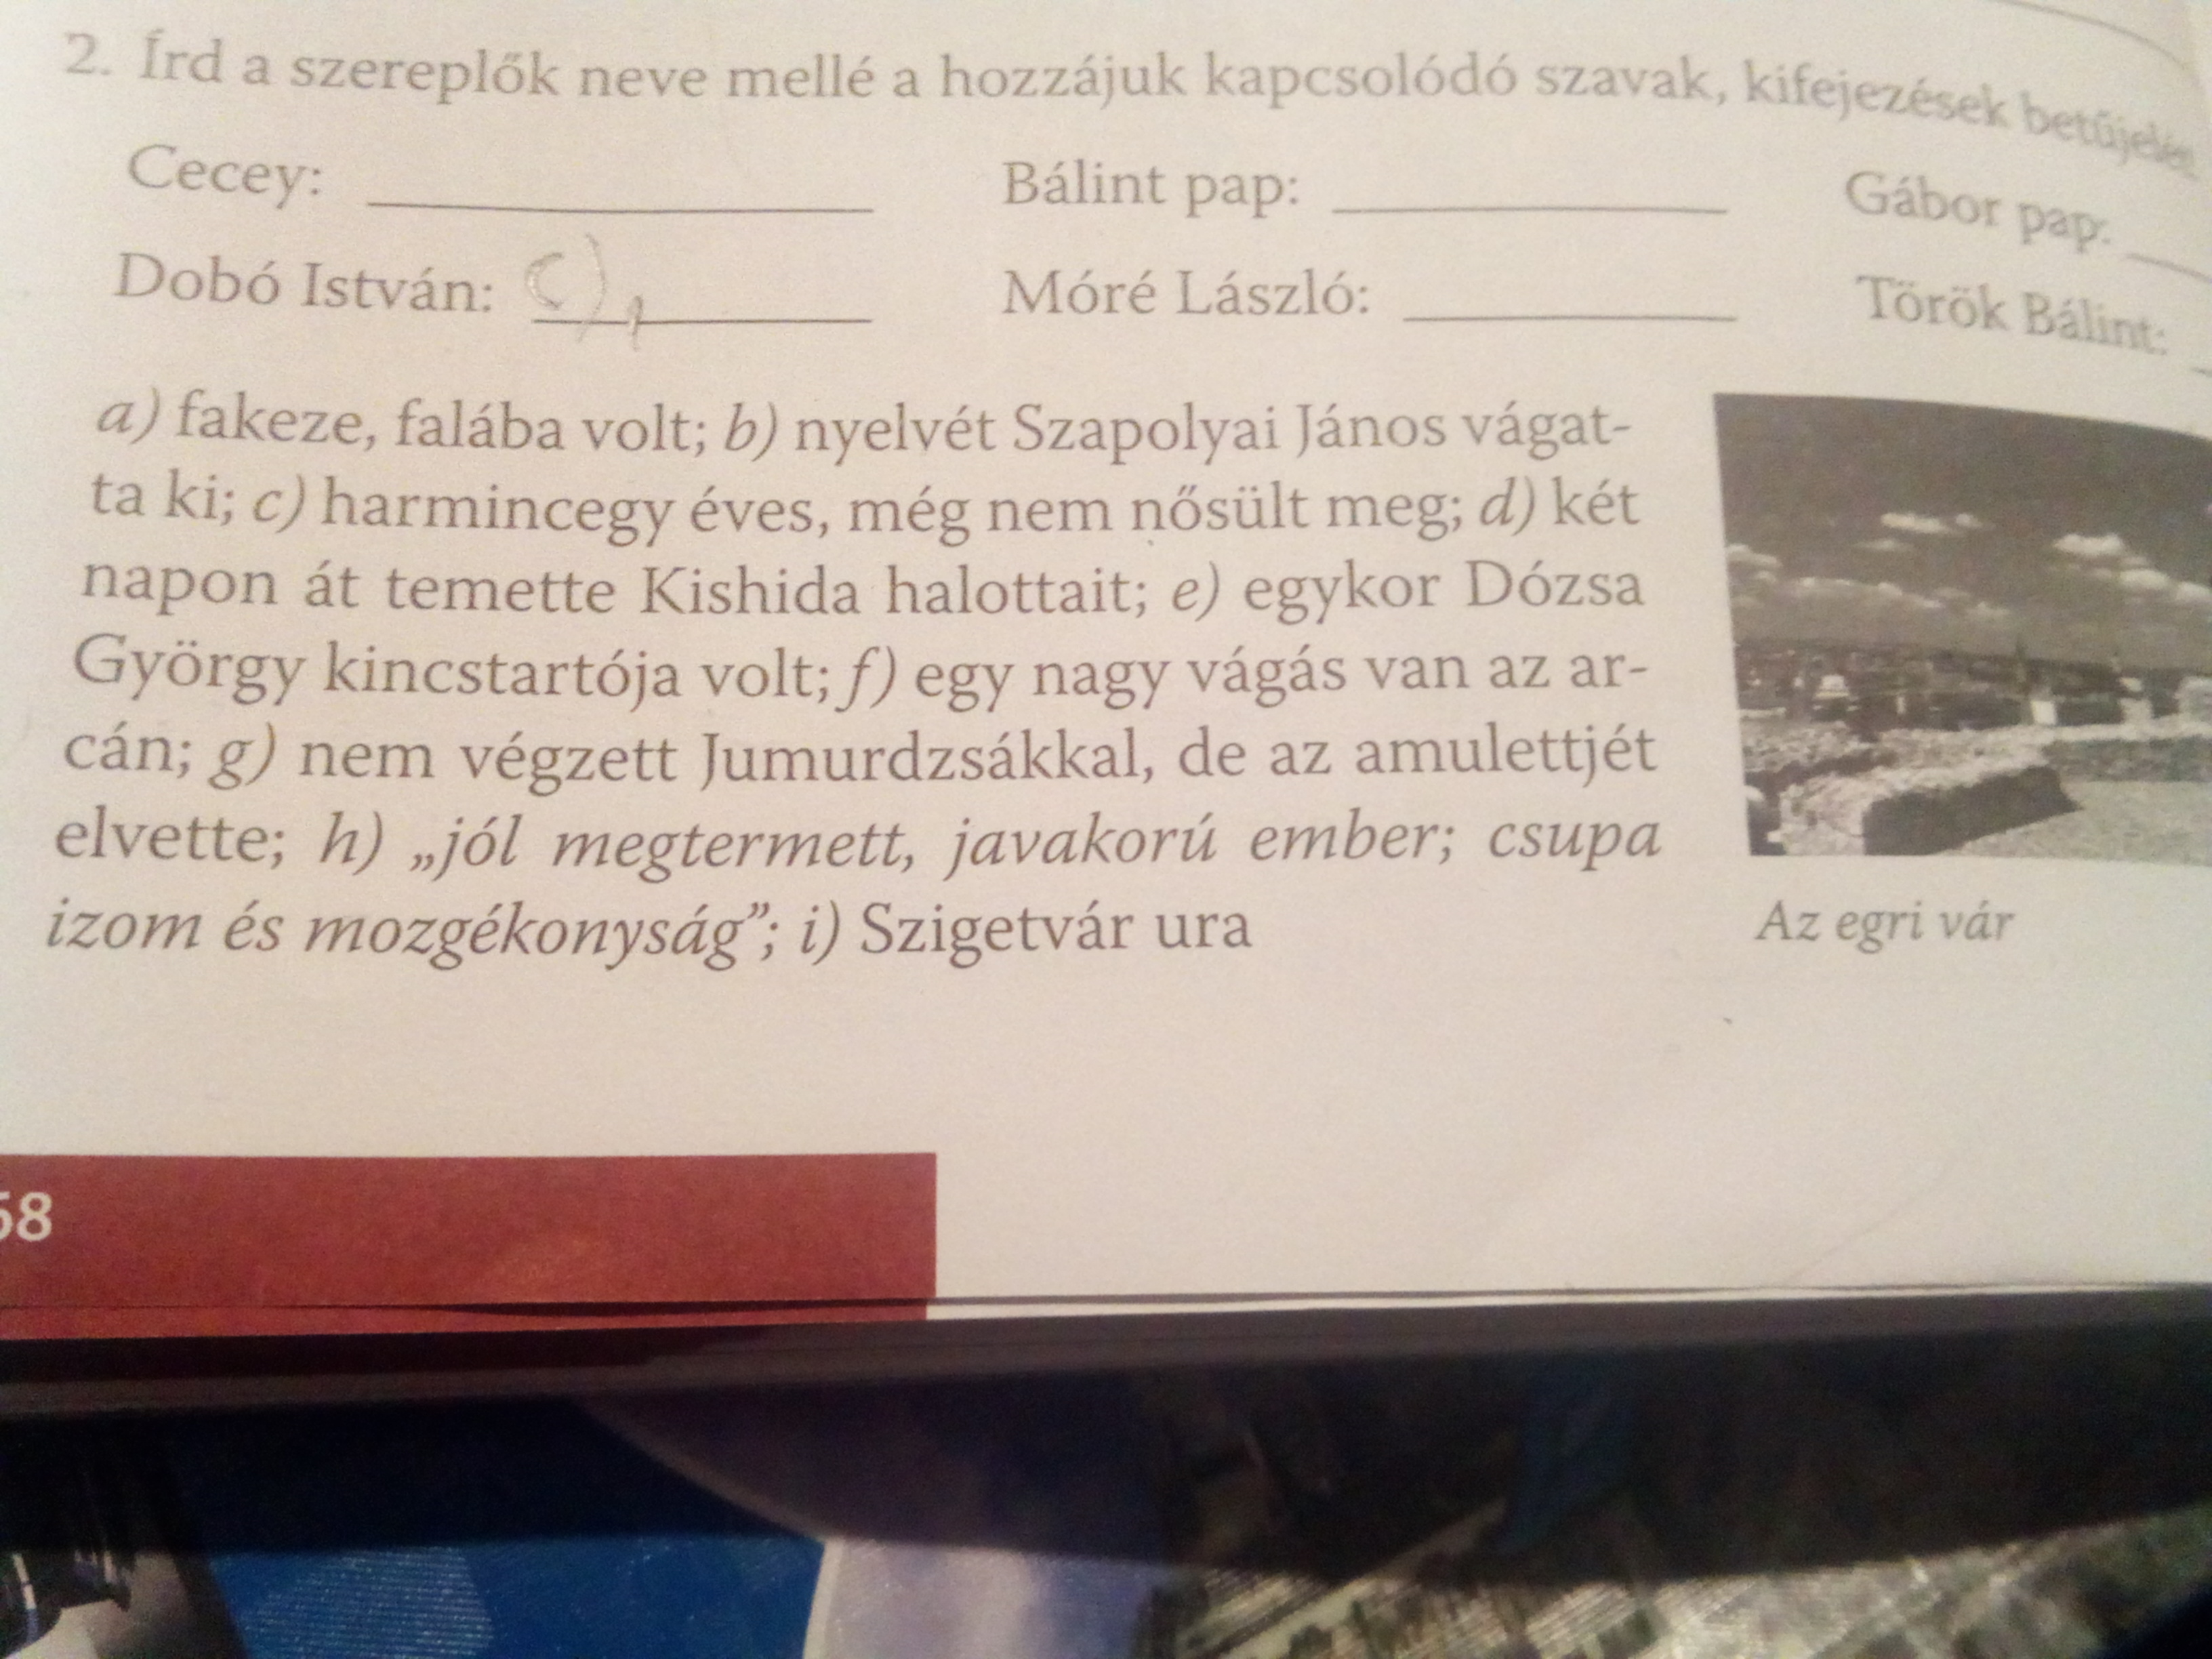 2. Írd a szereplők neve mellé a hozzájuk kapcsolódó szavak, kifejezések betűjelét.
Cecey: Bálint pap: Gábor pap:
Dobó István: c), Móré László: Török Bálint:
a) fakeze, falába volt; b) nyelvét Szapolyai János vágat-
ta ki; c) harmincegy éves, még nem nősült meg; d) két
napon át temette Kishida halottait; e) egykor Dózsa
György kincstartója volt; f) egy nagy vágás van az ar-
cán; g) nem végzett Jumurdzsákkal, de az amulettjét
elvette; h) „jól megtermett, javakorú ember; csupa
izom és mozgékonyság”; i) Szigetvár ura
Az egri vár
68